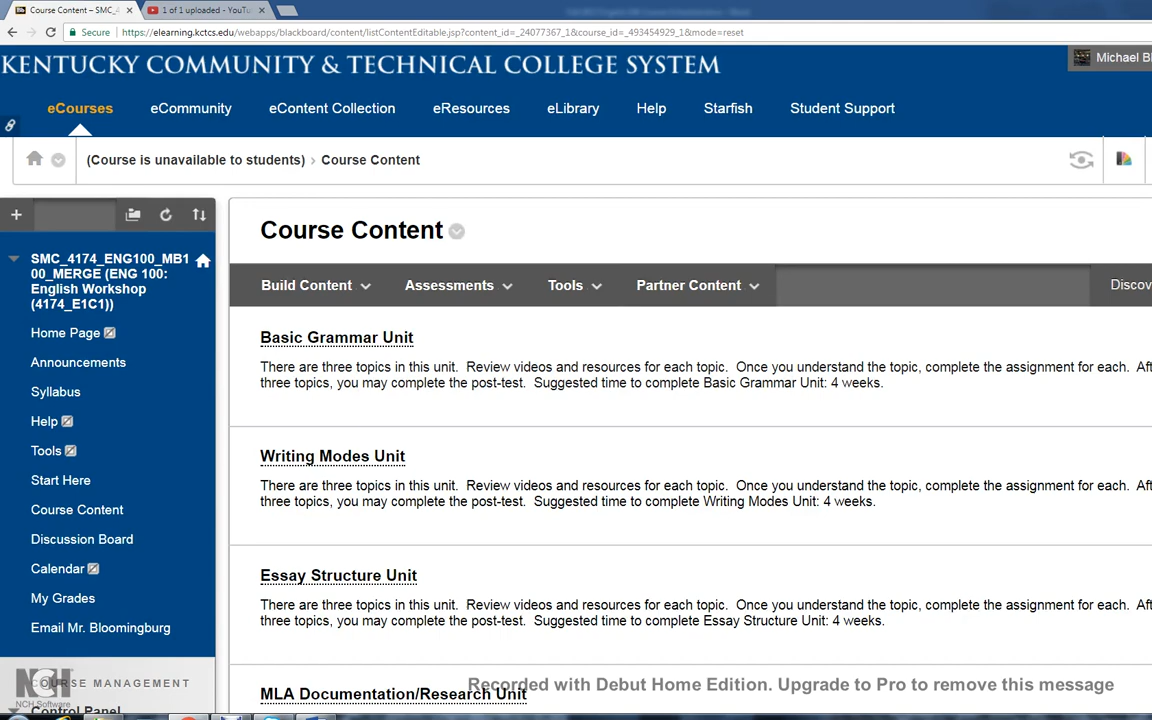 Course Content – SMC_4
1 of 1 uploaded - YouTu
Secure
https://elearning.kctcs.edu/webapps/blackboard/content/listContentEditable.jsp?content_id=_24077367_1&course_id=_493454929_1&mode=reset
KENTUCKY COMMUNITY & TECHNICAL COLLEGE SYSTEM
Michael Bl
eCourses eCommunity eContent Collection eResources eLibrary Help Starfish Student Support
(Course is unavailable to students) › Course Content
SMC_4174_ENG100_MB1
00_MERGE (ENG 100:
English Workshop
(4174_E1C1))
Home Page
Announcements
Syllabus
Help
Tools
Start Here
Course Content
Discussion Board
Calendar
My Grades
Email Mr. Bloomingburg
COURSE MANAGEMENT
Control Panel
NCH
NCH Software
Course Content
Build Content Assessments Tools Partner Content Discov
Basic Grammar Unit
There are three topics in this unit. Review videos and resources for each topic. Once you understand the topic, complete the assignment for each. Aft
three topics, you may complete the post-test. Suggested time to complete Basic Grammar Unit: 4 weeks.
Writing Modes Unit
There are three topics in this unit. Review videos and resources for each topic. Once you understand the topic, complete the assignment for each. Aft
three topics, you may complete the post-test. Suggested time to complete Writing Modes Unit: 4 weeks.
Essay Structure Unit
There are three topics in this unit. Review videos and resources for each topic. Once you understand the topic, complete the assignment for each. Aft
three topics, you may complete the post-test. Suggested time to complete Essay Structure Unit: 4 weeks.
MLA Documentation/Research Unit
Recorded with Debut Home Edition. Upgrade to Pro to remove this message